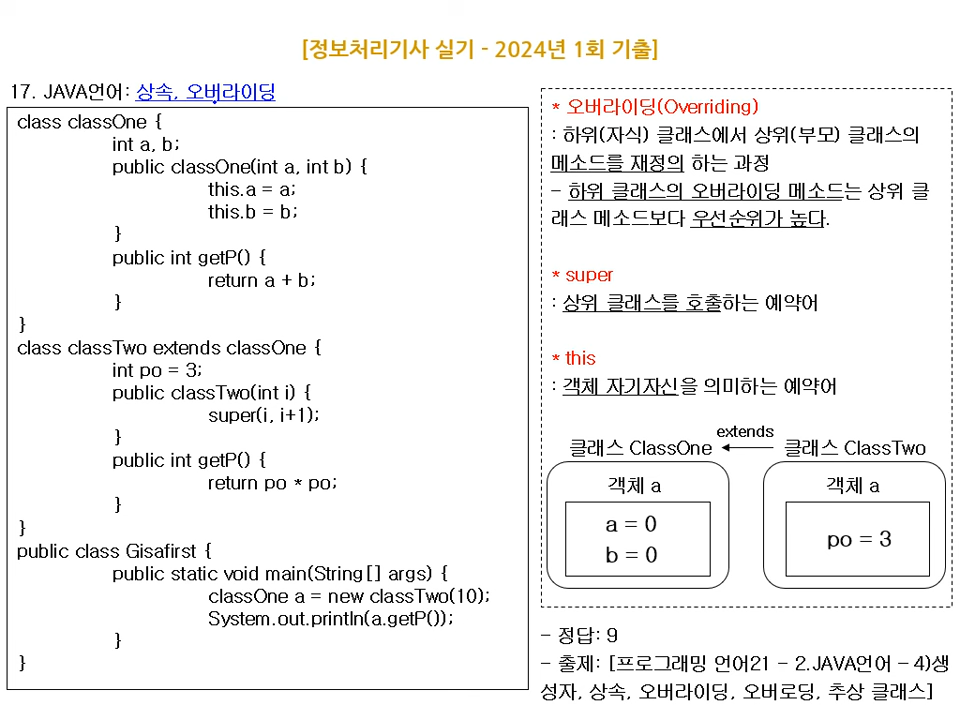 [정보처리기사 실기 - 2024년 1회 기출]
17. JAVA언어: 상속, 오버라이딩
class classOne {
int a, b;
public classOne(int a, int b) {
this.a = a;
this.b = b;
}
public int getP() {
return a + b;
}
}
class classTwo extends classOne {
int po = 3;
public classTwo(int i) {
super(i, i+1);
}
public int getP() {
return po * po;
}
}
public class Gisafirst {
public static void main(String[] args) {
classOne a = new classTwo(10);
System.out.println(a.getP());
}
}
* 오버라이딩(Overriding)
: 하위(자식) 클래스에서 상위(부모) 클래스의
메소드를 재정의 하는 과정
- 하위 클래스의 오버라이딩 메소드는 상위 클
래스 메소드보다 우선순위가 높다.
* super
: 상위 클래스를 호출하는 예약어
* this
: 객체 자기자신을 의미하는 예약어
extends
클래스 ClassOne 클래스 ClassTwo
객체 a 객체 a
a = 0
b = 0
po = 3
- 정답: 9
- 출제: [프로그래밍 언어21 - 2.JAVA언어 - 4)생
성자, 상속, 오버라이딩, 오버로딩, 추상 클래스]